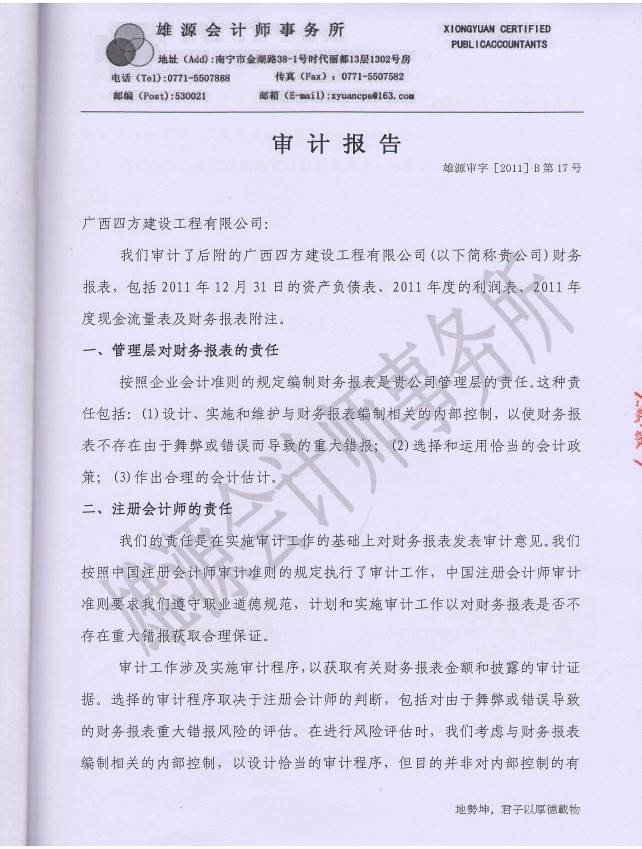 雄源会计师事务所
XIONGYUAN CERTIFIED
PUBLICACCOUNTANTS
地址（Add）:南宁市金湖路38-1号时代丽都13层1302号房
电话（Tel）:0771-5507888 传真（Fax）：0771-5507582
邮编（Post）:530021 邮箱（E-mail）:xyuancpa@163.com
审计报告
雄源审字［2011］B第17号
广西四方建设工程有限公司:
我们审计了后附的广西四方建设工程有限公司(以下简称贵公司)财务
报表，包括2011年12月31日的资产负债表、2011年度的利润表、2011年
度现金流量表及财务报表附注。
一、管理层对财务报表的责任
按照企业会计准则的规定编制财务报表是贵公司管理层的责任。这种责
任包括：(1)设计、实施和维护与财务报表编制相关的内部控制，以使财务报
表不存在由于舞弊或错误而导致的重大错报；(2)选择和运用恰当的会计政
策；(3)作出合理的会计估计。
二、注册会计师的责任
我们的责任是在实施审计工作的基础上对财务报表发表审计意见。我们
按照中国注册会计师审计准则的规定执行了审计工作，中国注册会计师审计
准则要求我们遵守职业道德规范，计划和实施审计工作以对财务报表是否不
存在重大错报获取合理保证。
审计工作涉及实施审计程序，以获取有关财务报表金额和披露的审计证
据。选择的审计程序取决于注册会计师的判断，包括对由于舞弊或错误导致
的财务报表重大错报风险的评估。在进行风险评估时，我们考虑与财务报表
编制相关的内部控制，以设计恰当的审计程序，但目的并非对内部控制的有
地勢坤，君子以厚德載物
雄源会计师事务所